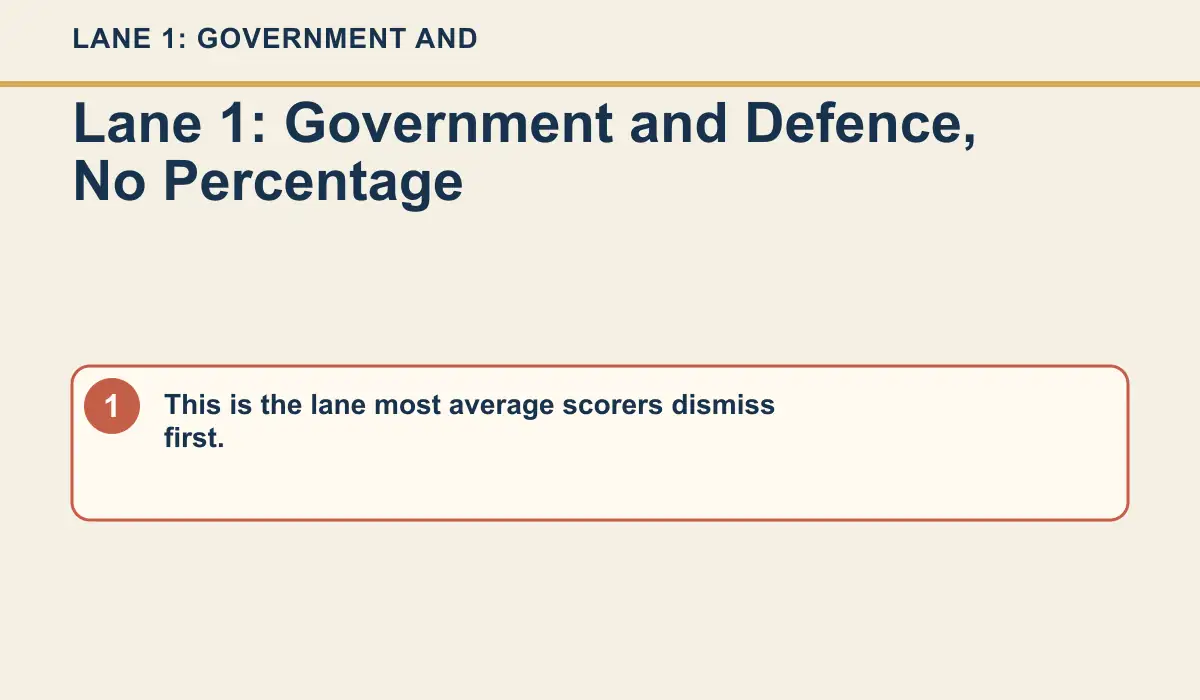 LANE 1: GOVERNMENT AND
Lane 1: Government and Defence,
No Percentage
1
This is the lane most average scorers dismiss
first.